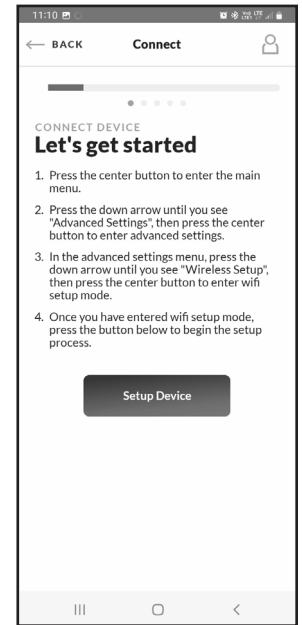 11:10
BACK
Connect
CONNECT DEVICE
Let's get started
1. Press the center button to enter the main
menu.
2. Press the down arrow until you see
"Advanced Settings", then press the center
button to enter advanced settings.
3. In the advanced settings menu, press the
down arrow until you see "Wireless Setup",
then press the center button to enter wifi
setup mode.
4. Once you have entered wifi setup mode,
press the button below to begin the setup
process.
Setup Device